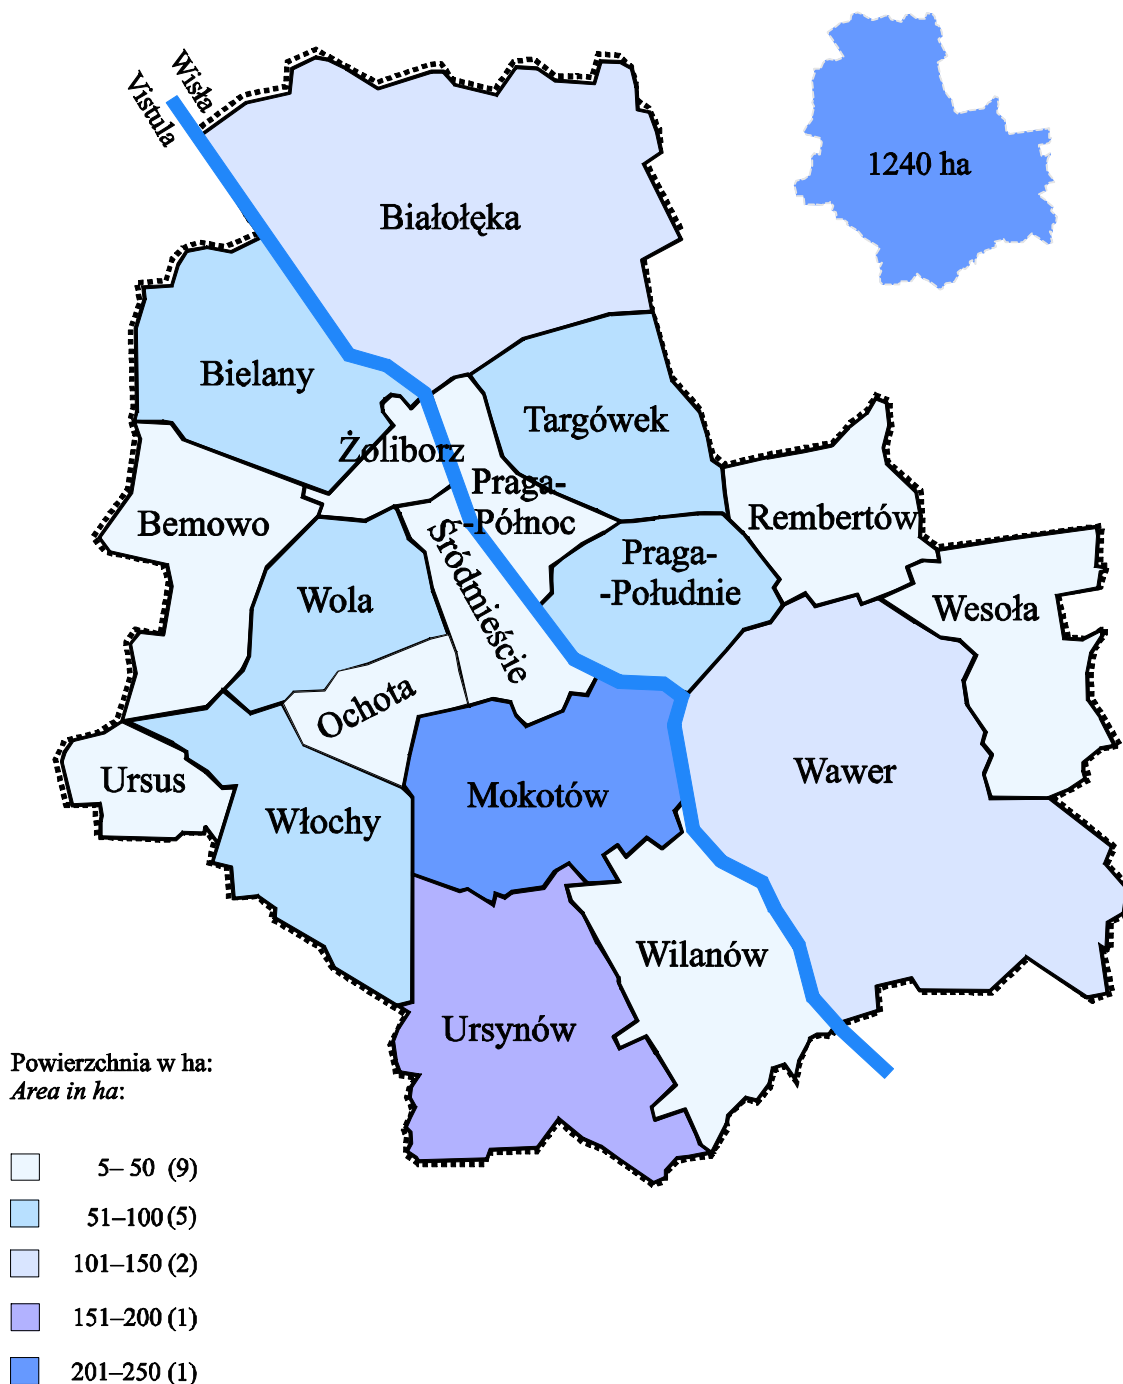 Wisła
Vistula
1240 ha
Białołęka
Bielany
Targówek
Żoliborz
Praga-
-Północ
Bemowo
Rembertów
Śródmieście
Praga-
-Południe
Wola
Wesoła
Ochota
Ursus
Mokotów
Wawer
Włochy
Wilanów
Ursynów
Powierzchnia w ha:
Area in ha:
5– 50 (9)
51–100 (5)
101–150 (2)
151–200 (1)
201–250 (1)